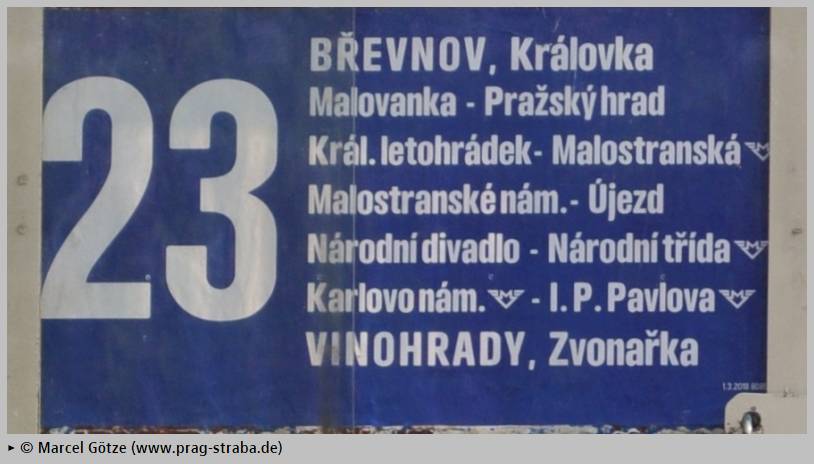 23
BŘEVNOV, Královka
Malovanka - Pražský hrad
Král. letohrádek - Malostranská
Malostranské nám. - Újezd
Národní divadlo - Národní třída
Karlovo nám. - I. P. Pavlova
VINOHRADY, Zvonařka
© Marcel Götze (www.prag-straba.de)